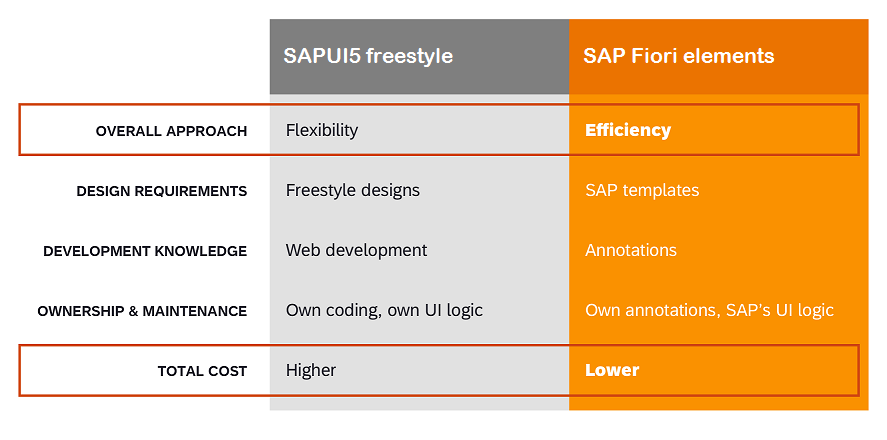 SAPUI5 freestyle SAP Fiori elements
OVERALL APPROACH Flexibility Efficiency
DESIGN REQUIREMENTS Freestyle designs SAP templates
DEVELOPMENT KNOWLEDGE Web development Annotations
OWNERSHIP & MAINTENANCE Own coding, own UI logic Own annotations, SAP's UI logic
TOTAL COST Higher Lower